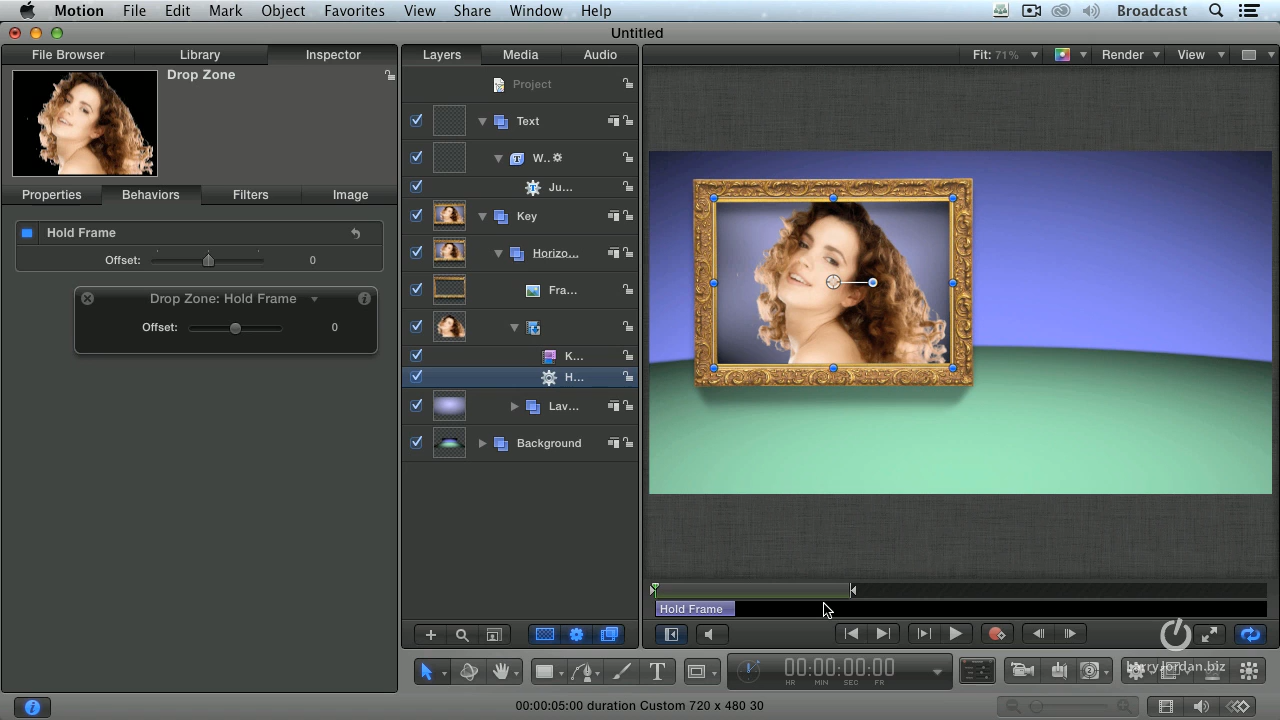 Motion File Edit Mark Object Favorites View Share Window Help Broadcast
Untitled
File Browser Library Inspector Layers Media Audio Fit: 71% Render View
Drop Zone
Project
Text
W..
Properties Behaviors Filters Image
Ju...
Key
Hold Frame
Horizo...
Offset: 0
Fra...
Drop Zone: Hold Frame
Offset: 0
K...
H...
Lav...
Background
Hold Frame
T 00:00:00:00
HR MIN SEC FR
larryjordan.biz
00:00:05:00 duration Custom 720 x 480 30